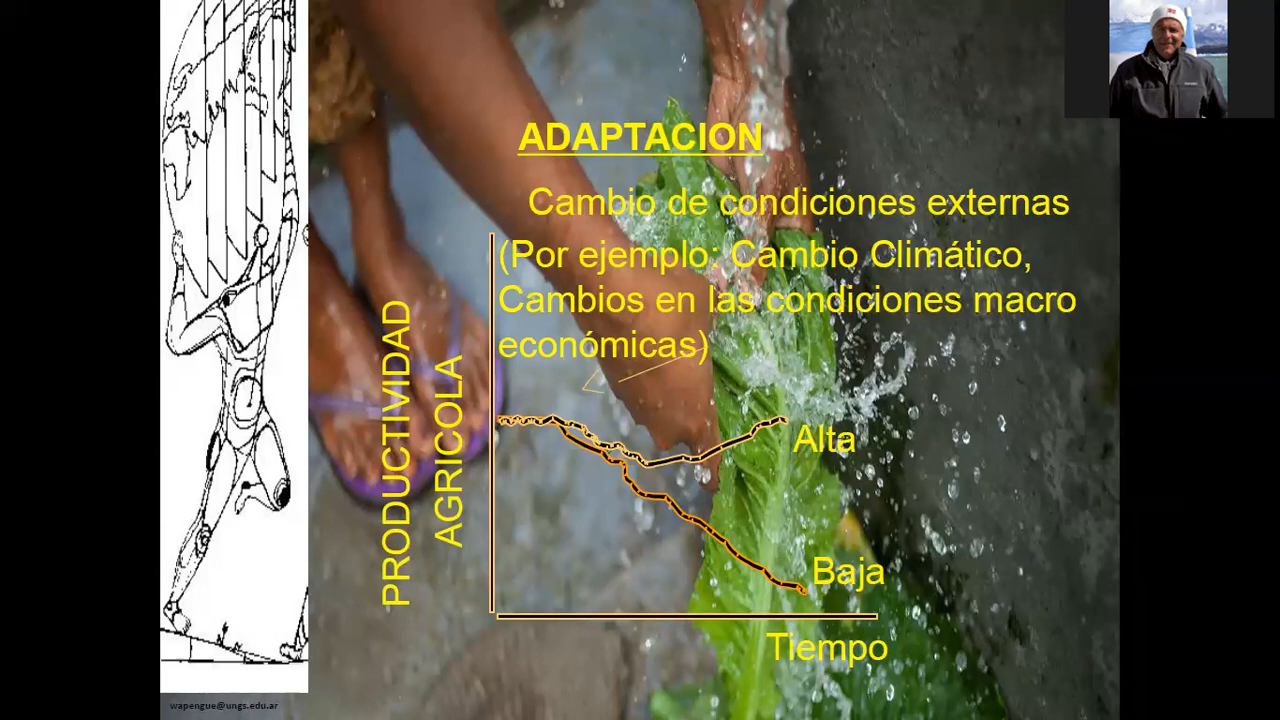 ADAPTACION
Cambio de condiciones externas
(Por ejemplo: Cambio Climático,
Cambios en las condiciones macro
económicas)
PRODUCTIVIDAD
AGRICOLA
Alta
Baja
Tiempo
wapengue@ungs.edu.ar